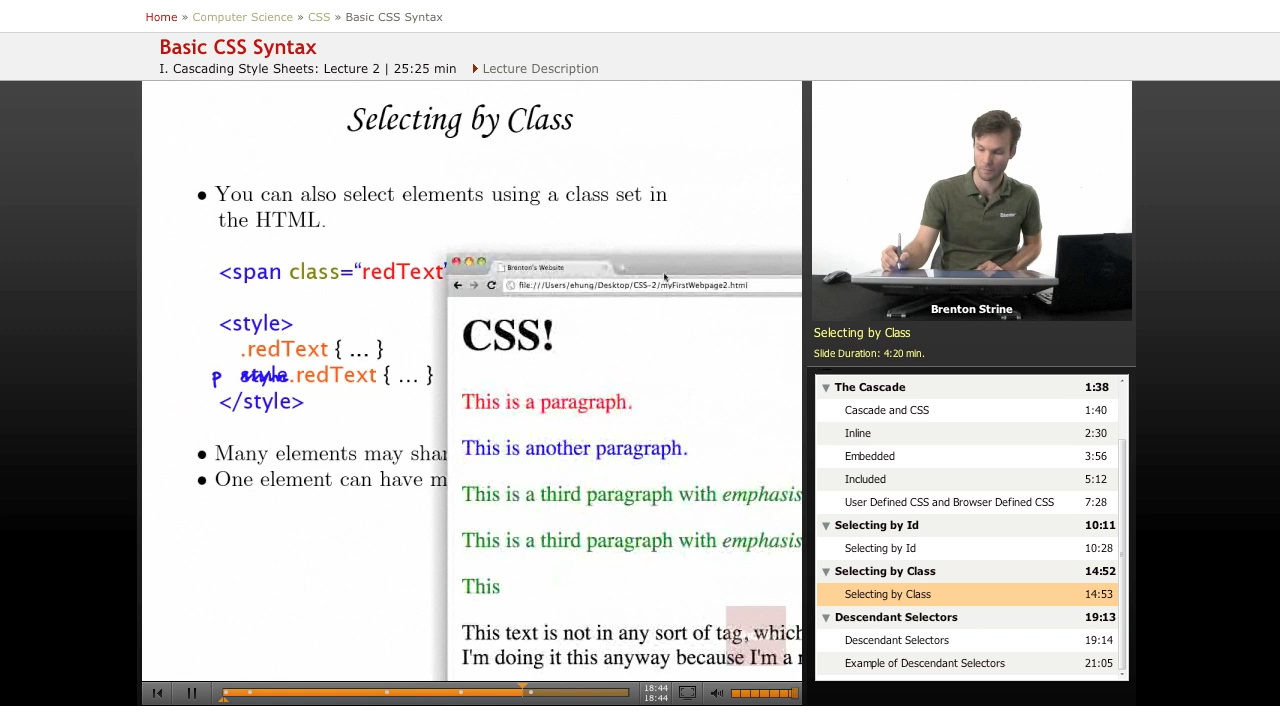 Home » Computer Science » CSS » Basic CSS Syntax
Basic CSS Syntax
I. Cascading Style Sheets: Lecture 2 | 25:25 min Lecture Description
Selecting by Class
• You can also select elements using a class set in
the HTML.
<span class=“redText”
<style>
.redText { ... }
p style.redText { ... }
</style>
• Many elements may shar
• One element can have m
Brenton's Website
file:///Users/ehung/Desktop/CSS-2/myFirstWebpage2.html
CSS!
This is a paragraph.
This is another paragraph.
This is a third paragraph with emphasis
This is a third paragraph with emphasis
This
This text is not in any sort of tag, which
I'm doing it this anyway because I'm a r
18:44
18:44
Brenton Strine
Selecting by Class
Slide Duration: 4:20 min.
The Cascade 1:38
Cascade and CSS 1:40
Inline 2:30
Embedded 3:56
Included 5:12
User Defined CSS and Browser Defined CSS 7:28
Selecting by Id 10:11
Selecting by Id 10:28
Selecting by Class 14:52
Selecting by Class 14:53
Descendant Selectors 19:13
Descendant Selectors 19:14
Example of Descendant Selectors 21:05